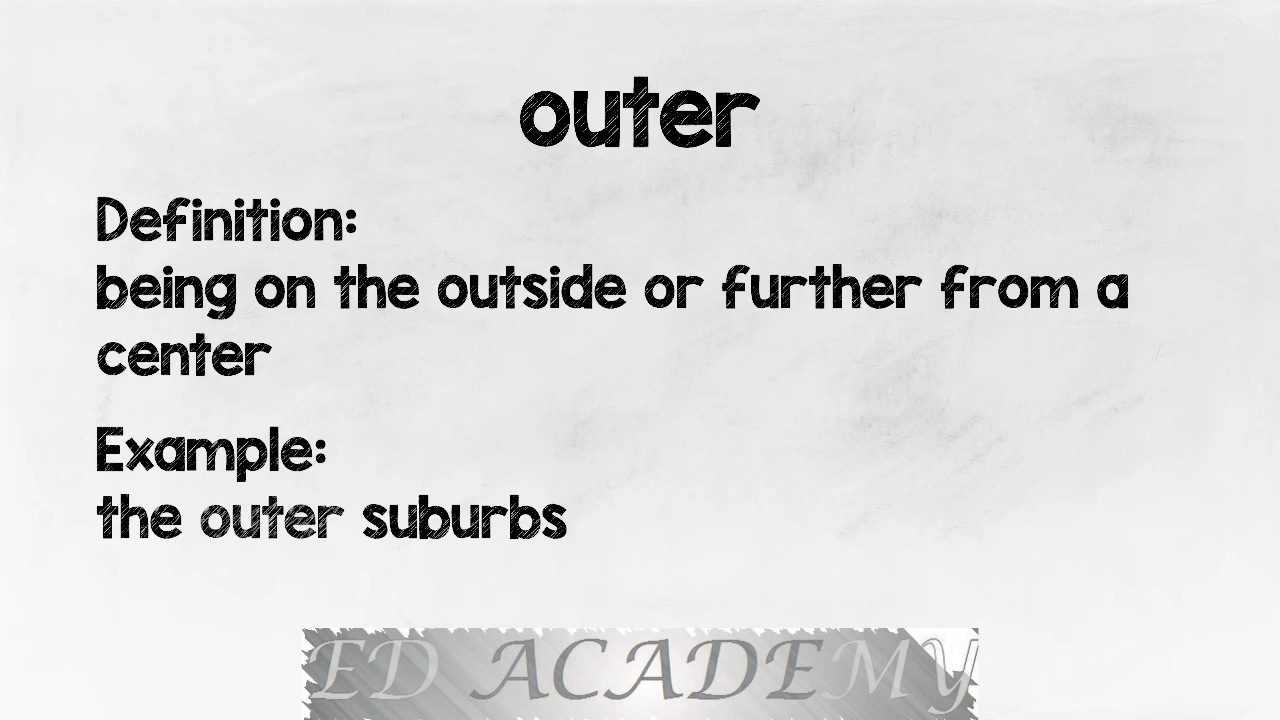 outer
Definition:
being on the outside or further from a
center
Example:
the outer suburbs
ED ACADEMY